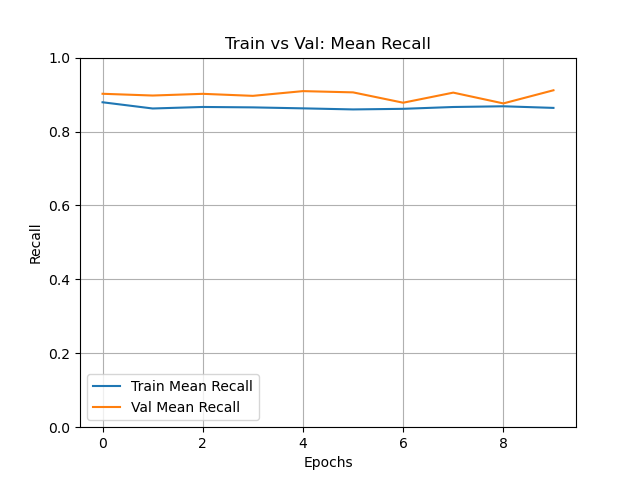 Train vs Val: Mean Recall
1.0
0.8
0.6
0.4
0.2
0.0
Recall
Train Mean Recall
Val Mean Recall
0 2 4 6 8
Epochs